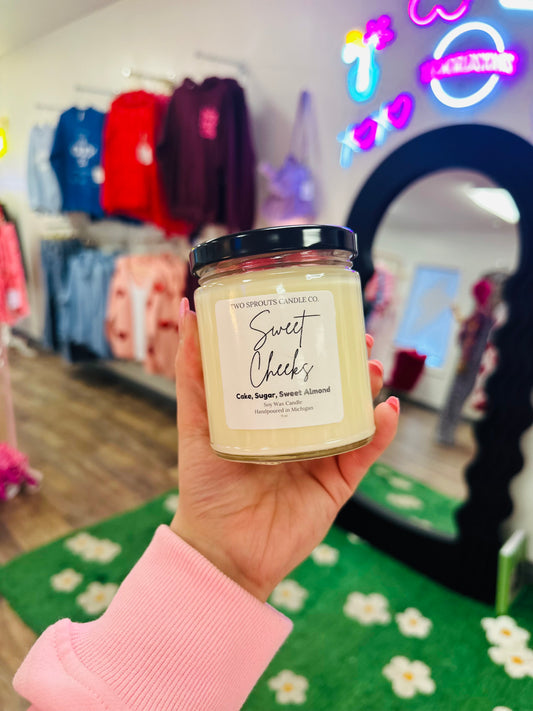 TWO SPROUTS CANDLE CO.
Sweet
Cheeks
Cake, Sugar, Sweet Almond
Soy Wax Candle
Handpoured in Michigan